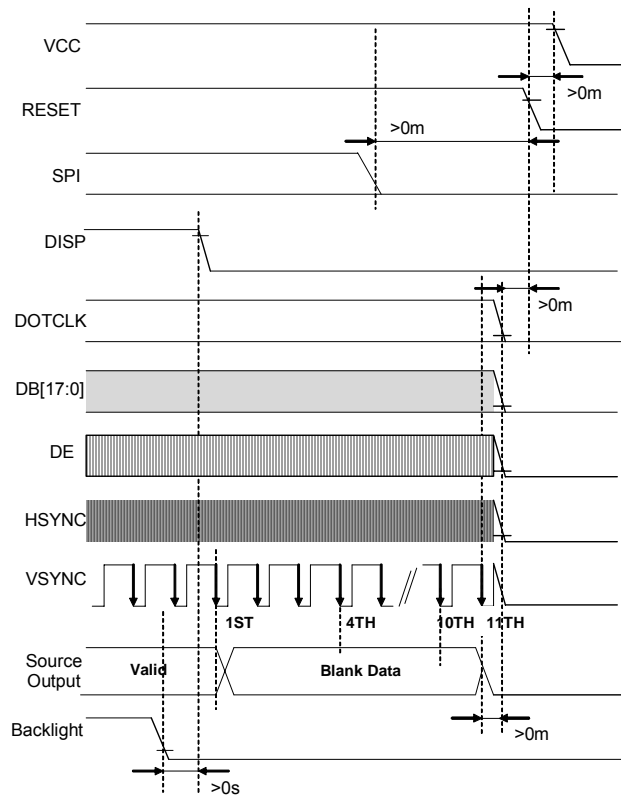 VCC
>0m
RESET
>0m
SPI
DISP
>0m
DOTCLK
DB[17:0]
DE
HSYNC
VSYNC
1ST
4TH
10TH
11TH
Source
Output
Valid
Blank Data
Backlight
>0m
>0s